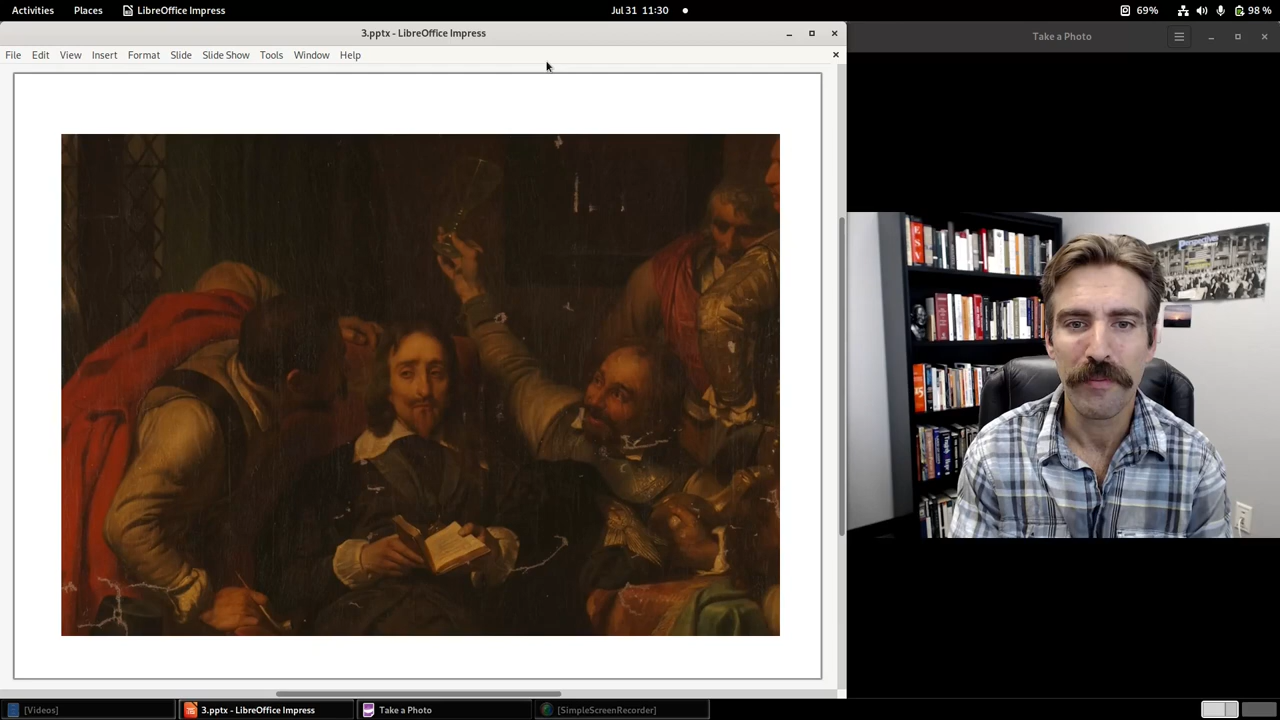 Activities Places LibreOffice Impress Jul 31 11:30 69% 98 %
3.pptx - LibreOffice Impress
Take a Photo
File Edit View Insert Format Slide Slide Show Tools Window Help
Perspectives
[Videos] 3.pptx - LibreOffice Impress Take a Photo [SimpleScreenRecorder]